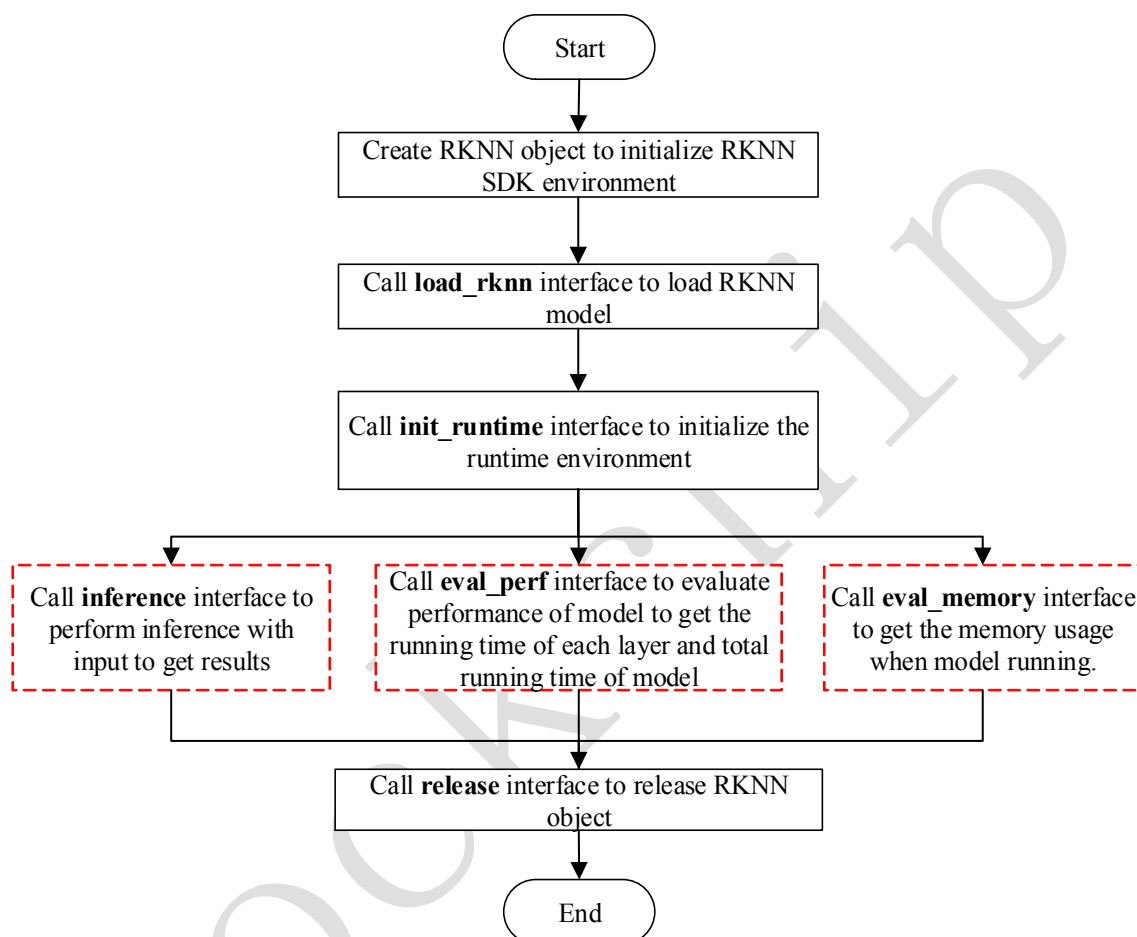 Start
Create RKNN object to initialize RKNN
SDK environment
Call load_rknn interface to load RKNN
model
Call init_runtime interface to initialize the
runtime environment
Call inference interface to
perform inference with
input to get results
Call eval_perf interface to evaluate
performance of model to get the
running time of each layer and total
running time of model
Call eval_memory interface
to get the memory usage
when model running.
Call release interface to release RKNN
object
End